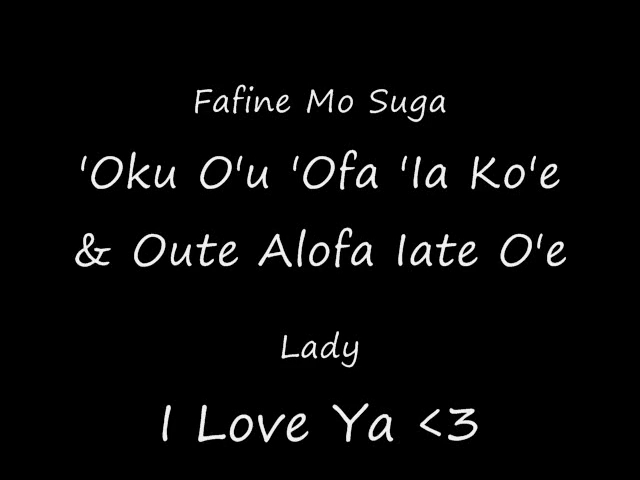 Fafine Mo Suga
'Oku O'u 'Ofa 'Ia Ko'e
& Oute Alofa Iate O'e
Lady
I Love Ya <3